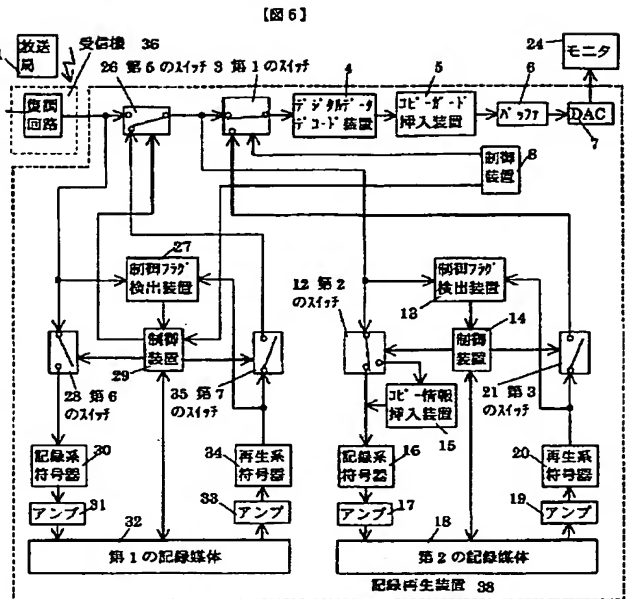 【図6】
放送局
受信機 36
復調回路
26 第5のスイッチ
3 第1のスイッチ
4
デジタルデータデコード装置
5
コピーガード挿入装置
6
バッファ
DAC
7
24
モニタ
制御装置
8
27
制御フラグ検出装置
12 第2のスイッチ
制御フラグ検出装置
13
28 第6のスイッチ
制御装置
29
35 第7のスイッチ
14
制御装置
21 第3のスイッチ
コピー情報挿入装置
15
30
記録系符号器
34
再生系符号器
記録系符号器
16
再生系符号器
20
アンプ
31
33
アンプ
アンプ
17
19
アンプ
32
第1の記録媒体
18
第2の記録媒体
記録再生装置 38